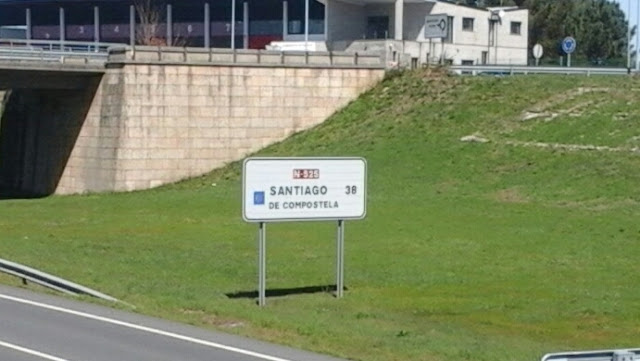 N-525
SANTIAGO 38
DE COMPOSTELA